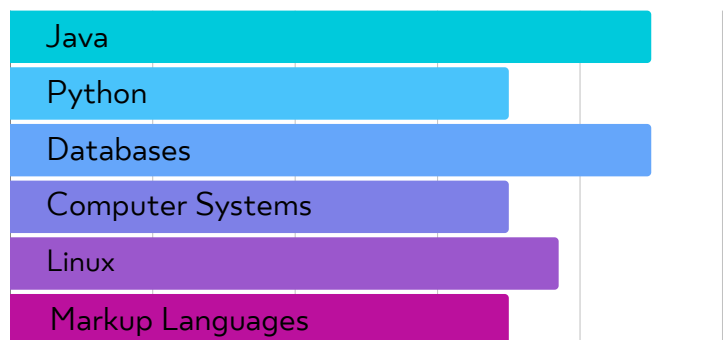 Java
Python
Databases
Computer Systems
Linux
Markup Languages